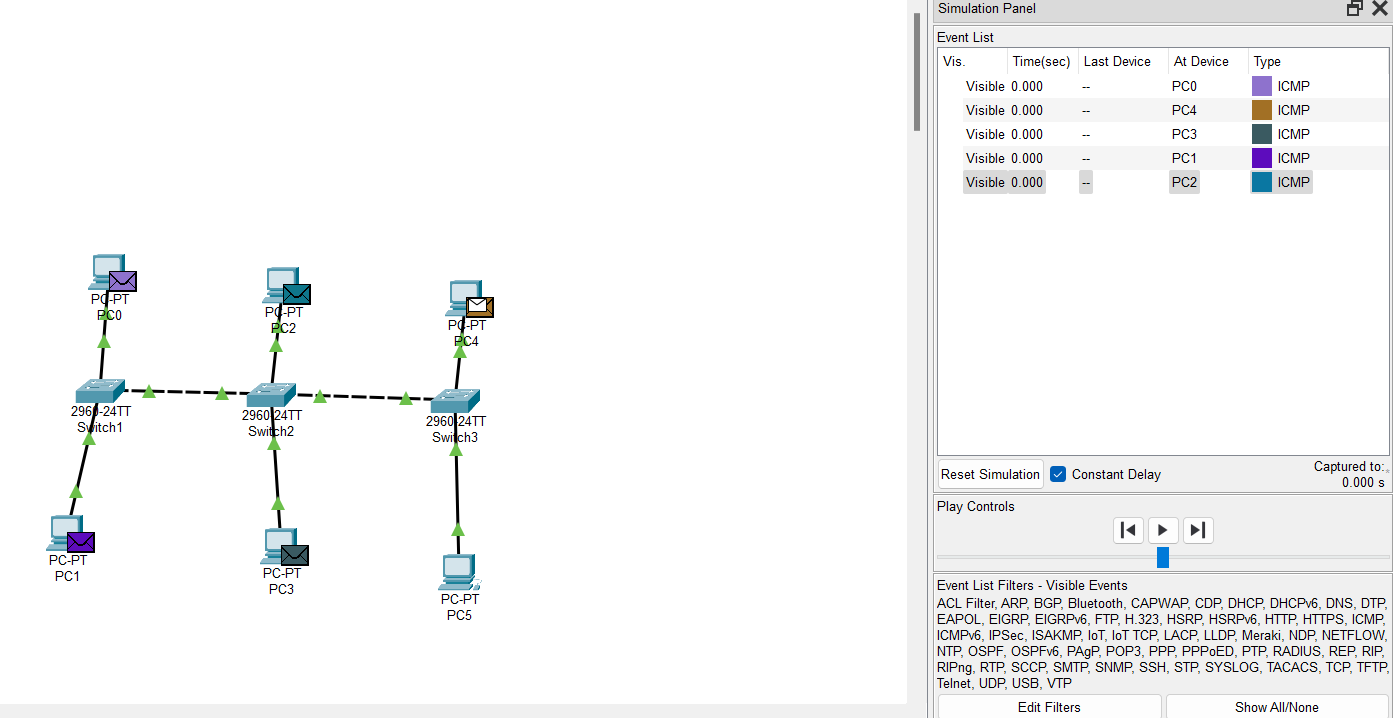 Simulation Panel
Event List
Vis. Time(sec) Last Device At Device Type
Visible 0.000 -- PC0 ICMP
Visible 0.000 -- PC4 ICMP
Visible 0.000 -- PC3 ICMP
Visible 0.000 -- PC1 ICMP
Visible 0.000 -- PC2 ICMP
PC-PT
PC0
PC-PT
PC2
PC-PT
PC4
2960-24TT
Switch1
2960-24TT
Switch2
2960-24TT
Switch3
PC-PT
PC1
PC-PT
PC3
PC-PT
PC5
Reset Simulation Constant Delay Captured to:
0.000 s
Play Controls
Event List Filters - Visible Events
ACL Filter, ARP, BGP, Bluetooth, CAPWAP, CDP, DHCP, DHCPv6, DNS, DTP,
EAPOL, EIGRP, EIGRPv6, FTP, H.323, HSRP, HSRPv6, HTTP, HTTPS, ICMP,
ICMPv6, IPSec, ISAKMP, IoT, IoT TCP, LACP, LLDP, Meraki, NDP, NETFLOW,
NTP, OSPF, OSPFv6, PAgP, POP3, PPP, PPPoED, PTP, RADIUS, REP, RIP,
RIPng, RTP, SCCP, SMTP, SNMP, SSH, STP, SYSLOG, TACACS, TCP, TFTP,
Telnet, UDP, USB, VTP
Edit Filters Show All/None